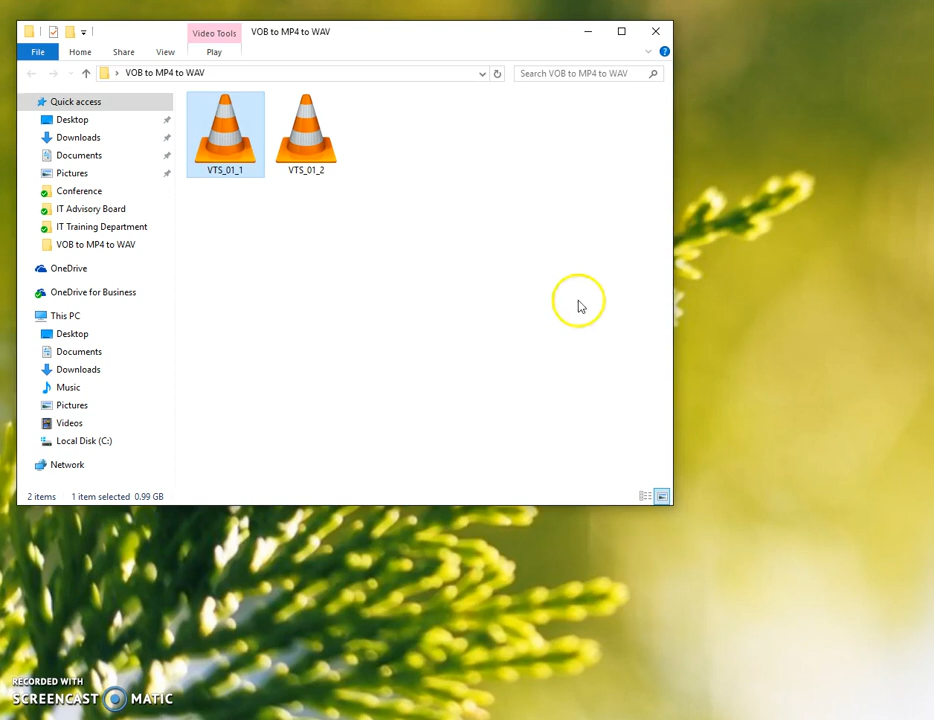 Video Tools
VOB to MP4 to WAV
File
Home
Share
View
Play
VOB to MP4 to WAV
Search VOB to MP4 to WAV
Quick access
Desktop
Downloads
Documents
Pictures
Conference
IT Advisory Board
IT Training Department
VOB to MP4 to WAV
OneDrive
OneDrive for Business
This PC
Desktop
Documents
Downloads
Music
Pictures
Videos
Local Disk (C:)
Network
VTS_01_1
VTS_01_2
2 items
1 item selected 0.99 GB
RECORDED WITH
SCREENCAST MATIC